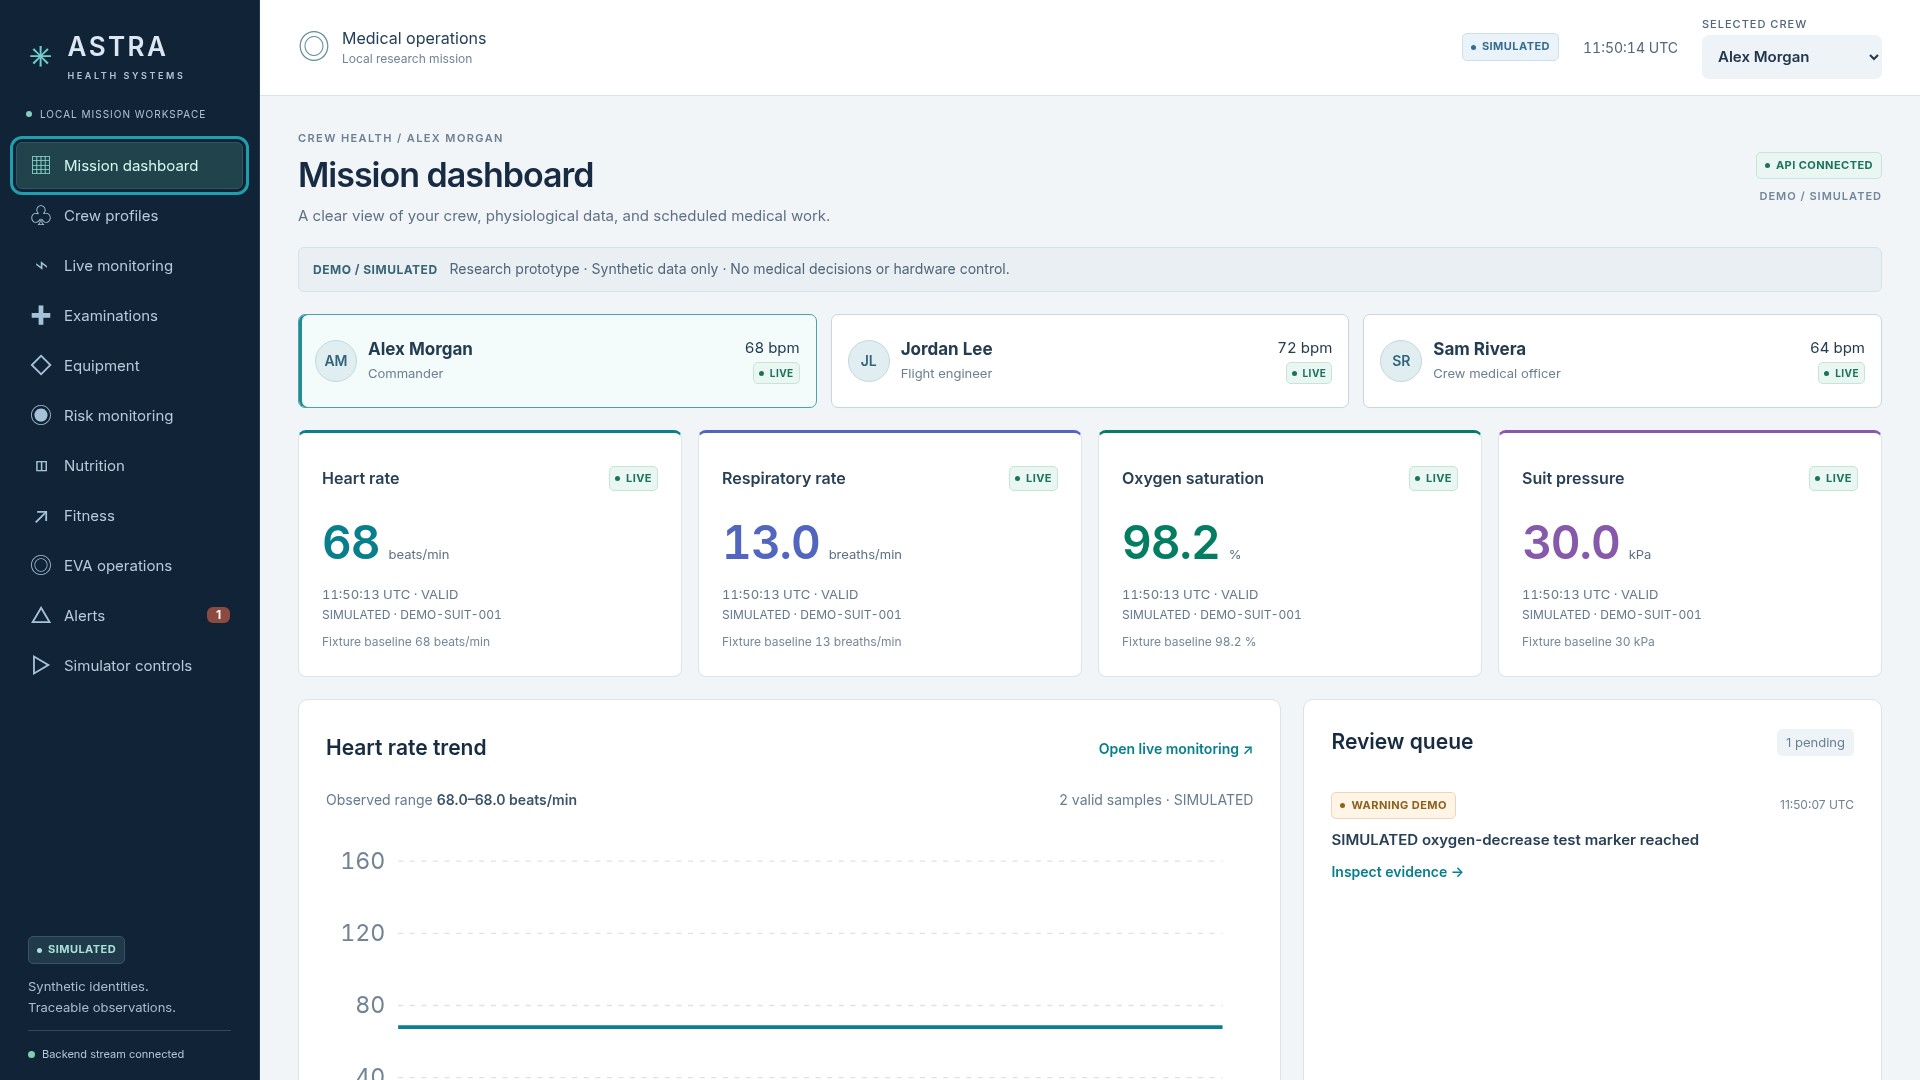 ASTRA
HEALTH SYSTEMS
LOCAL MISSION WORKSPACE
Mission dashboard
Crew profiles
Live monitoring
Examinations
Equipment
Risk monitoring
Nutrition
Fitness
EVA operations
Alerts 1
Simulator controls
SIMULATED
Synthetic identities.
Traceable observations.
Backend stream connected
Medical operations
Local research mission
SIMULATED
11:50:14 UTC
SELECTED CREW
Alex Morgan
CREW HEALTH / ALEX MORGAN
Mission dashboard
A clear view of your crew, physiological data, and scheduled medical work.
API CONNECTED
DEMO / SIMULATED
DEMO / SIMULATED Research prototype · Synthetic data only · No medical decisions or hardware control.
AM
Alex Morgan
Commander
68 bpm
LIVE
JL
Jordan Lee
Flight engineer
72 bpm
LIVE
SR
Sam Rivera
Crew medical officer
64 bpm
LIVE
Heart rate
LIVE
68 beats/min
11:50:13 UTC · VALID
SIMULATED · DEMO-SUIT-001
Fixture baseline 68 beats/min
Respiratory rate
LIVE
13.0 breaths/min
11:50:13 UTC · VALID
SIMULATED · DEMO-SUIT-001
Fixture baseline 13 breaths/min
Oxygen saturation
LIVE
98.2 %
11:50:13 UTC · VALID
SIMULATED · DEMO-SUIT-001
Fixture baseline 98.2 %
Suit pressure
LIVE
30.0 kPa
11:50:13 UTC · VALID
SIMULATED · DEMO-SUIT-001
Fixture baseline 30 kPa
Heart rate trend
Open live monitoring ↗
Observed range 68.0–68.0 beats/min
2 valid samples · SIMULATED
160
120
80
40
Review queue
1 pending
WARNING DEMO
11:50:07 UTC
SIMULATED oxygen-decrease test marker reached
Inspect evidence →